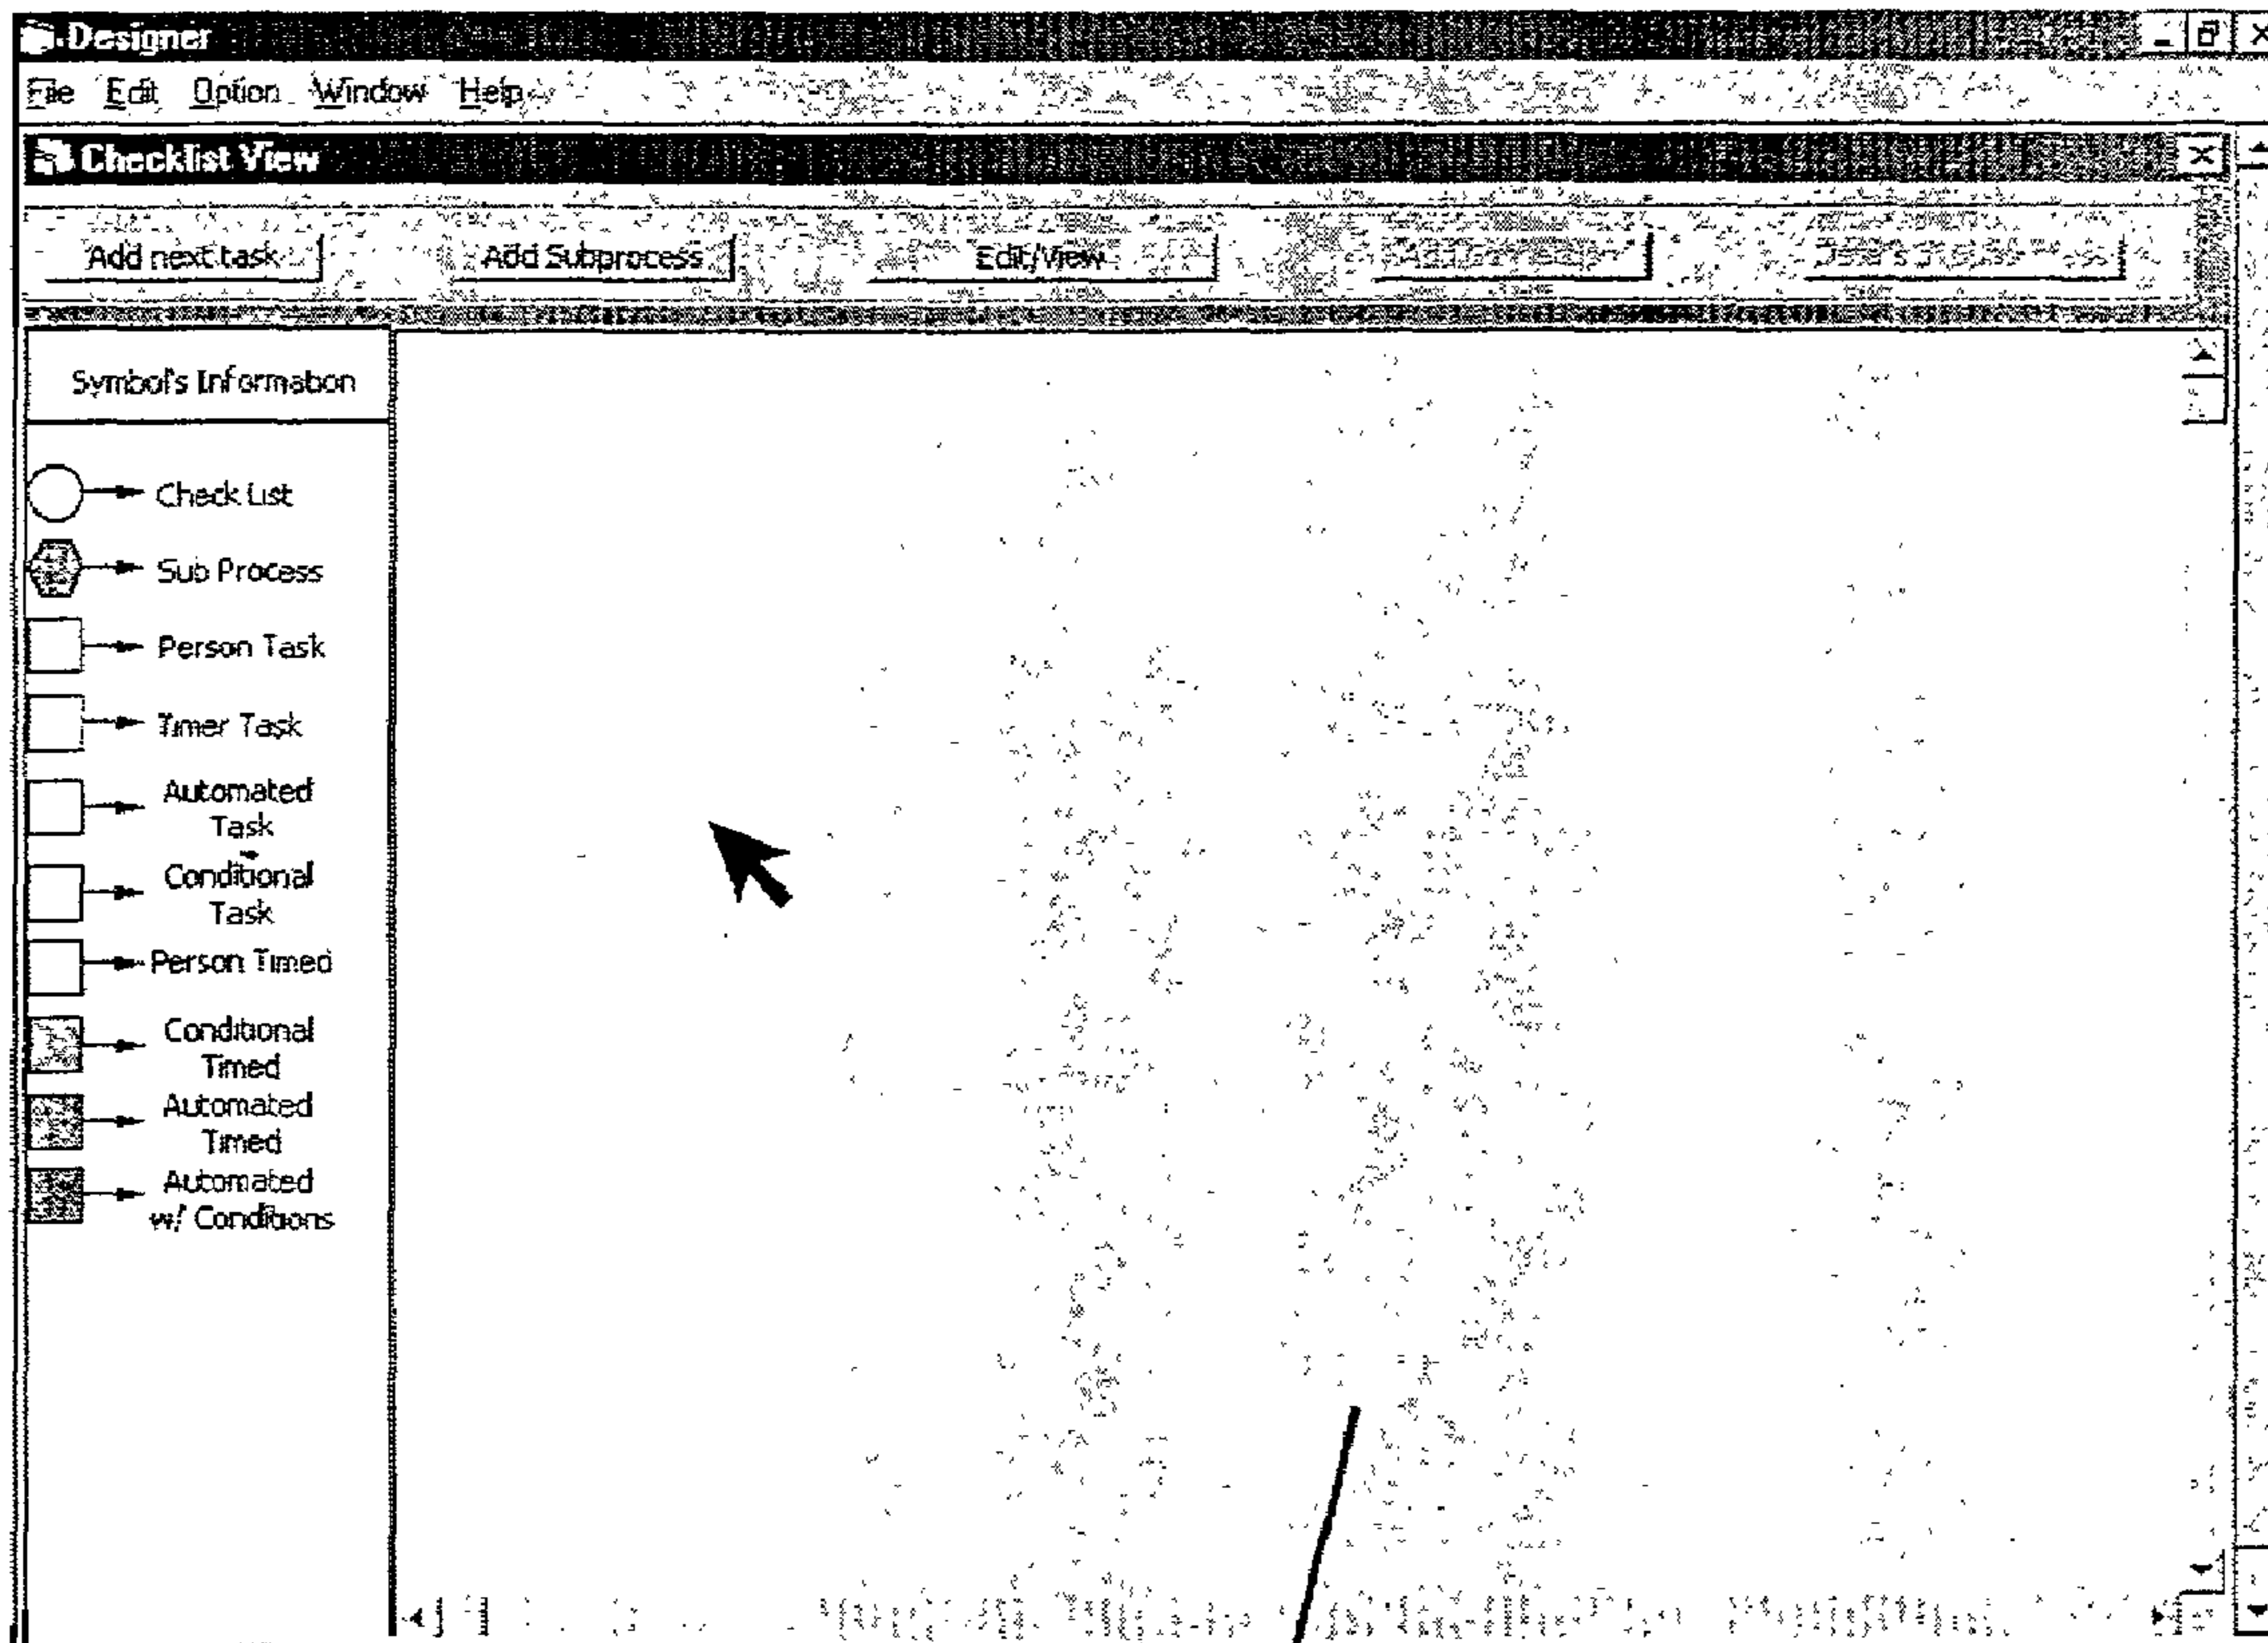 Designer
File Edit Option Window Help
Checklist View
Add next task Add Subprocess Edit/View
Symbol's Information
Check List
Sub Process
Person Task
Timer Task
Automated
Task
Conditional
Task
Person Timed
Conditional
Timed
Automated
Timed
Automated
w/ Conditions